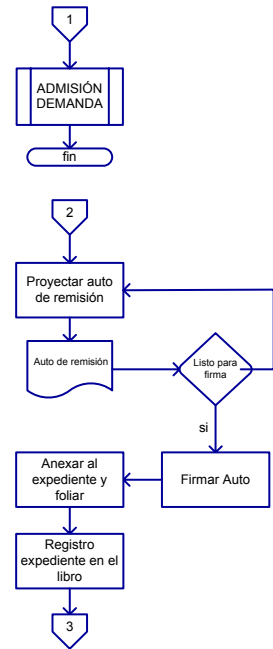 1
ADMISIÓN
DEMANDA
fin
2
Proyectar auto
de remisión
Auto de remisión
Listo para
firma
si
Anexar al
expediente y
foliar
Firmar Auto
Registro
expediente en el
libro
3